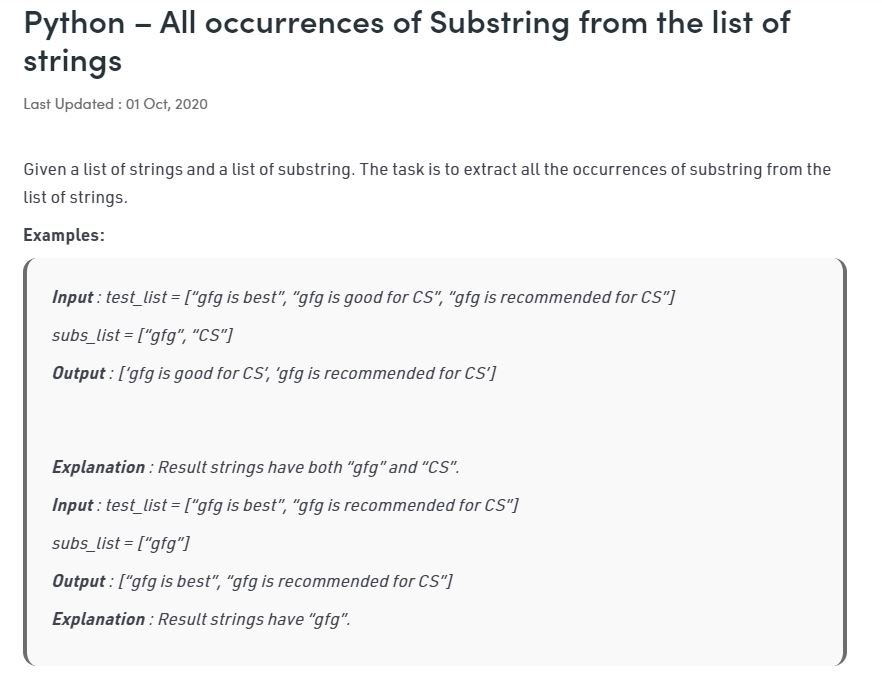 Python – All occurrences of Substring from the list of
strings
Last Updated : 01 Oct, 2020
Given a list of strings and a list of substring. The task is to extract all the occurrences of substring from the
list of strings.
Examples:
Input : test_list = [“gfg is best”, “gfg is good for CS”, “gfg is recommended for CS”]
subs_list = [“gfg”, “CS”]
Output : [‘gfg is good for CS’, ‘gfg is recommended for CS’]
Explanation : Result strings have both “gfg” and “CS”.
Input : test_list = [“gfg is best”, “gfg is recommended for CS”]
subs_list = [“gfg”]
Output : [“gfg is best”, “gfg is recommended for CS”]
Explanation : Result strings have “gfg”.